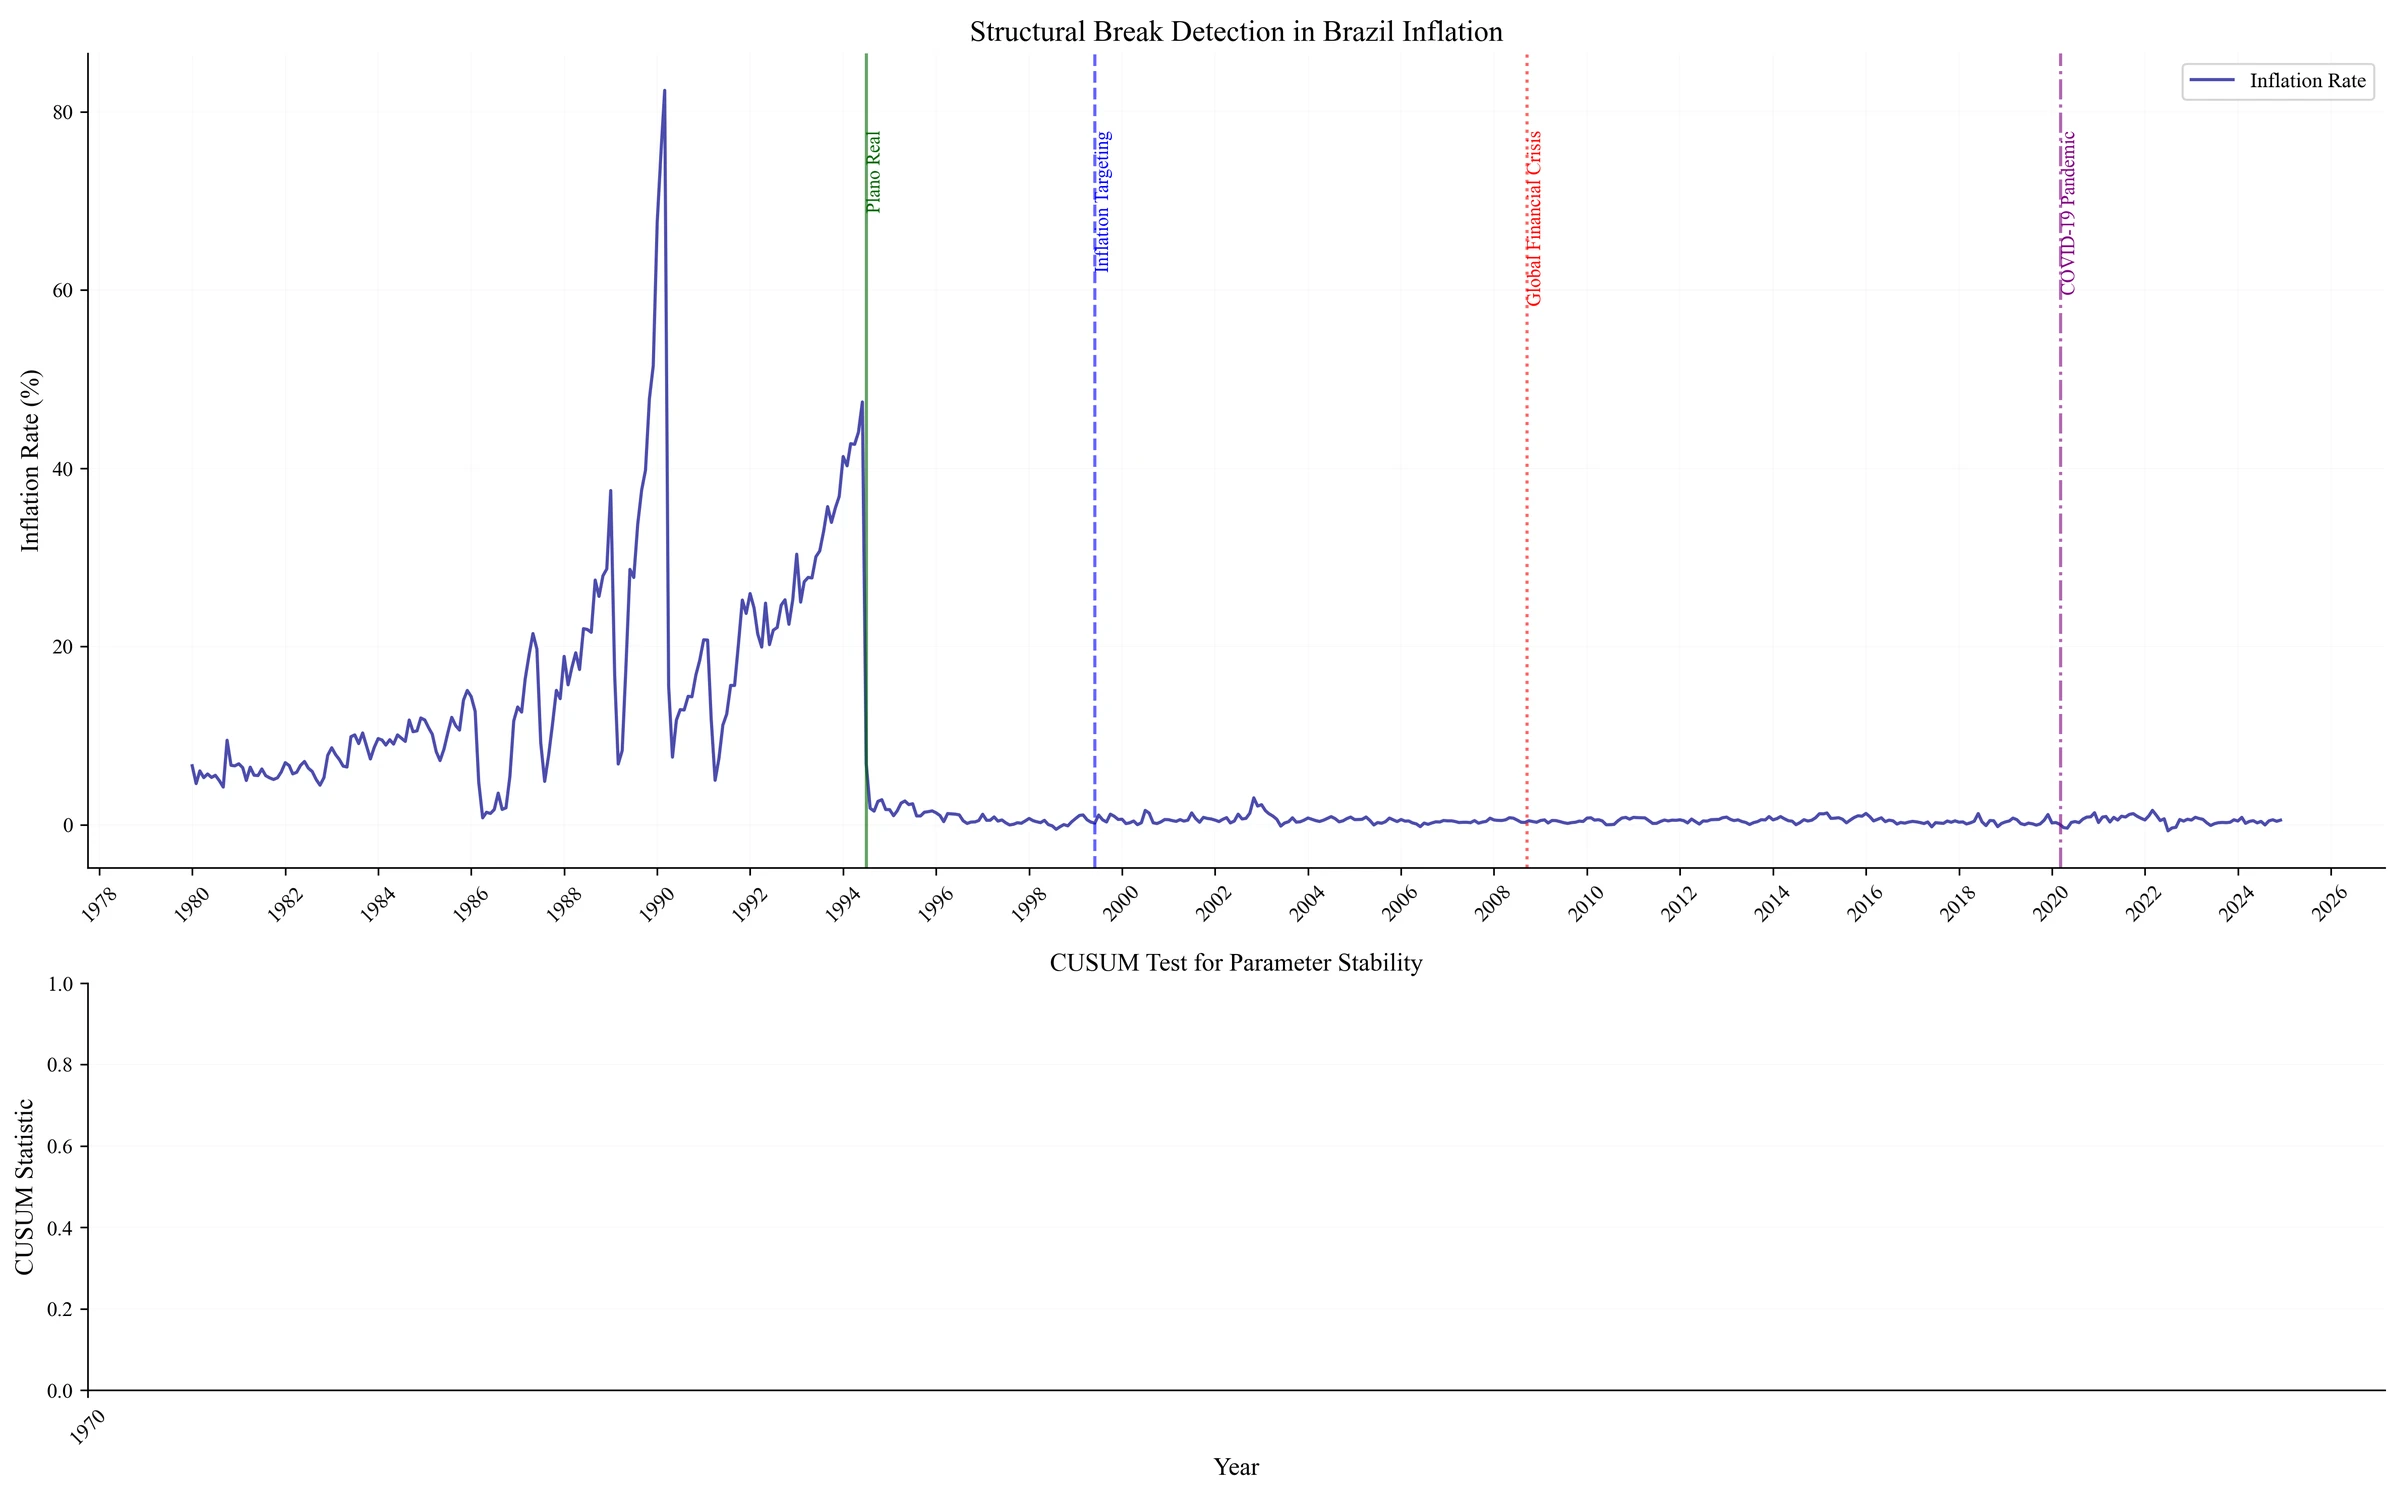 Structural Break Detection in Brazil Inflation
Inflation Rate
Plano Real
Inflation Targeting
Global Financial Crisis
COVID-19 Pandemic
Inflation Rate (%)
80
60
40
20
0
1978 1980 1982 1984 1986 1988 1990 1992 1994 1996 1998 2000 2002 2004 2006 2008 2010 2012 2014 2016 2018 2020 2022 2024 2026
CUSUM Test for Parameter Stability
CUSUM Statistic
1.0
0.8
0.6
0.4
0.2
0.0
1970
Year